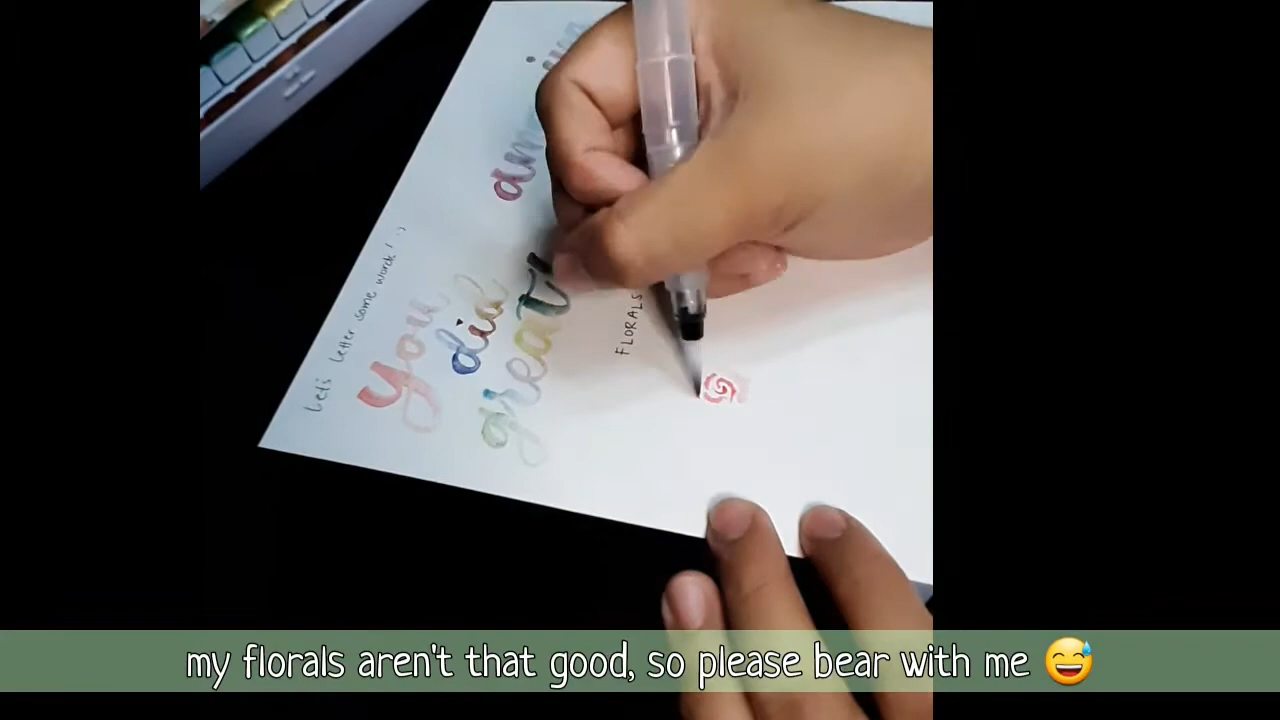 Let's letter some words! :)
you
did
great
FLORALS
my florals aren't that good, so please bear with me 😅